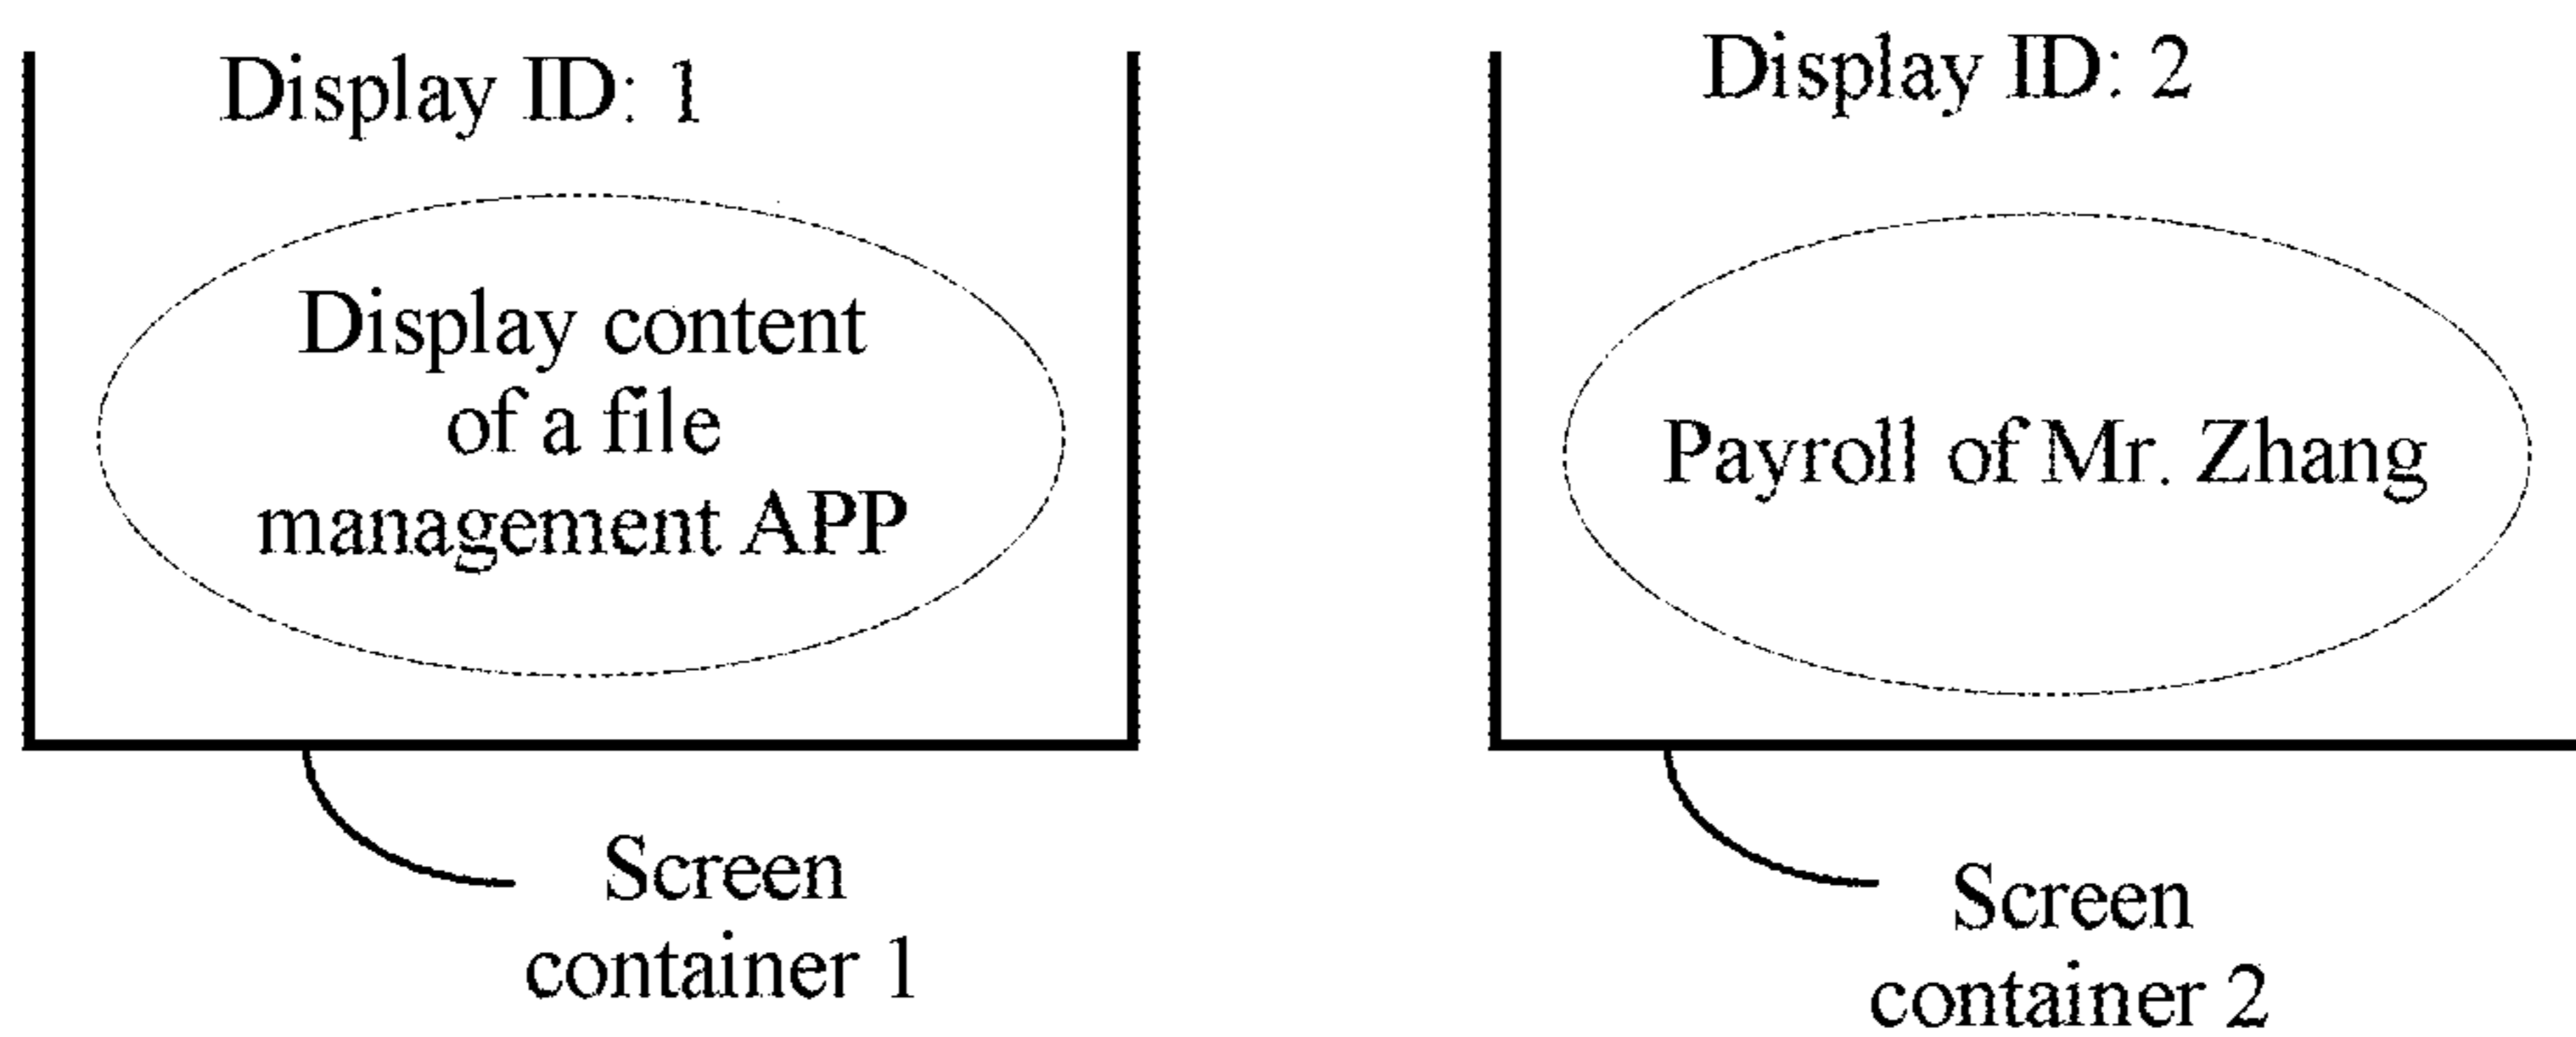 Display ID: 1
Display content
of a file
management APP
Screen
container 1
Display ID: 2
Payroll of Mr. Zhang
Screen
container 2